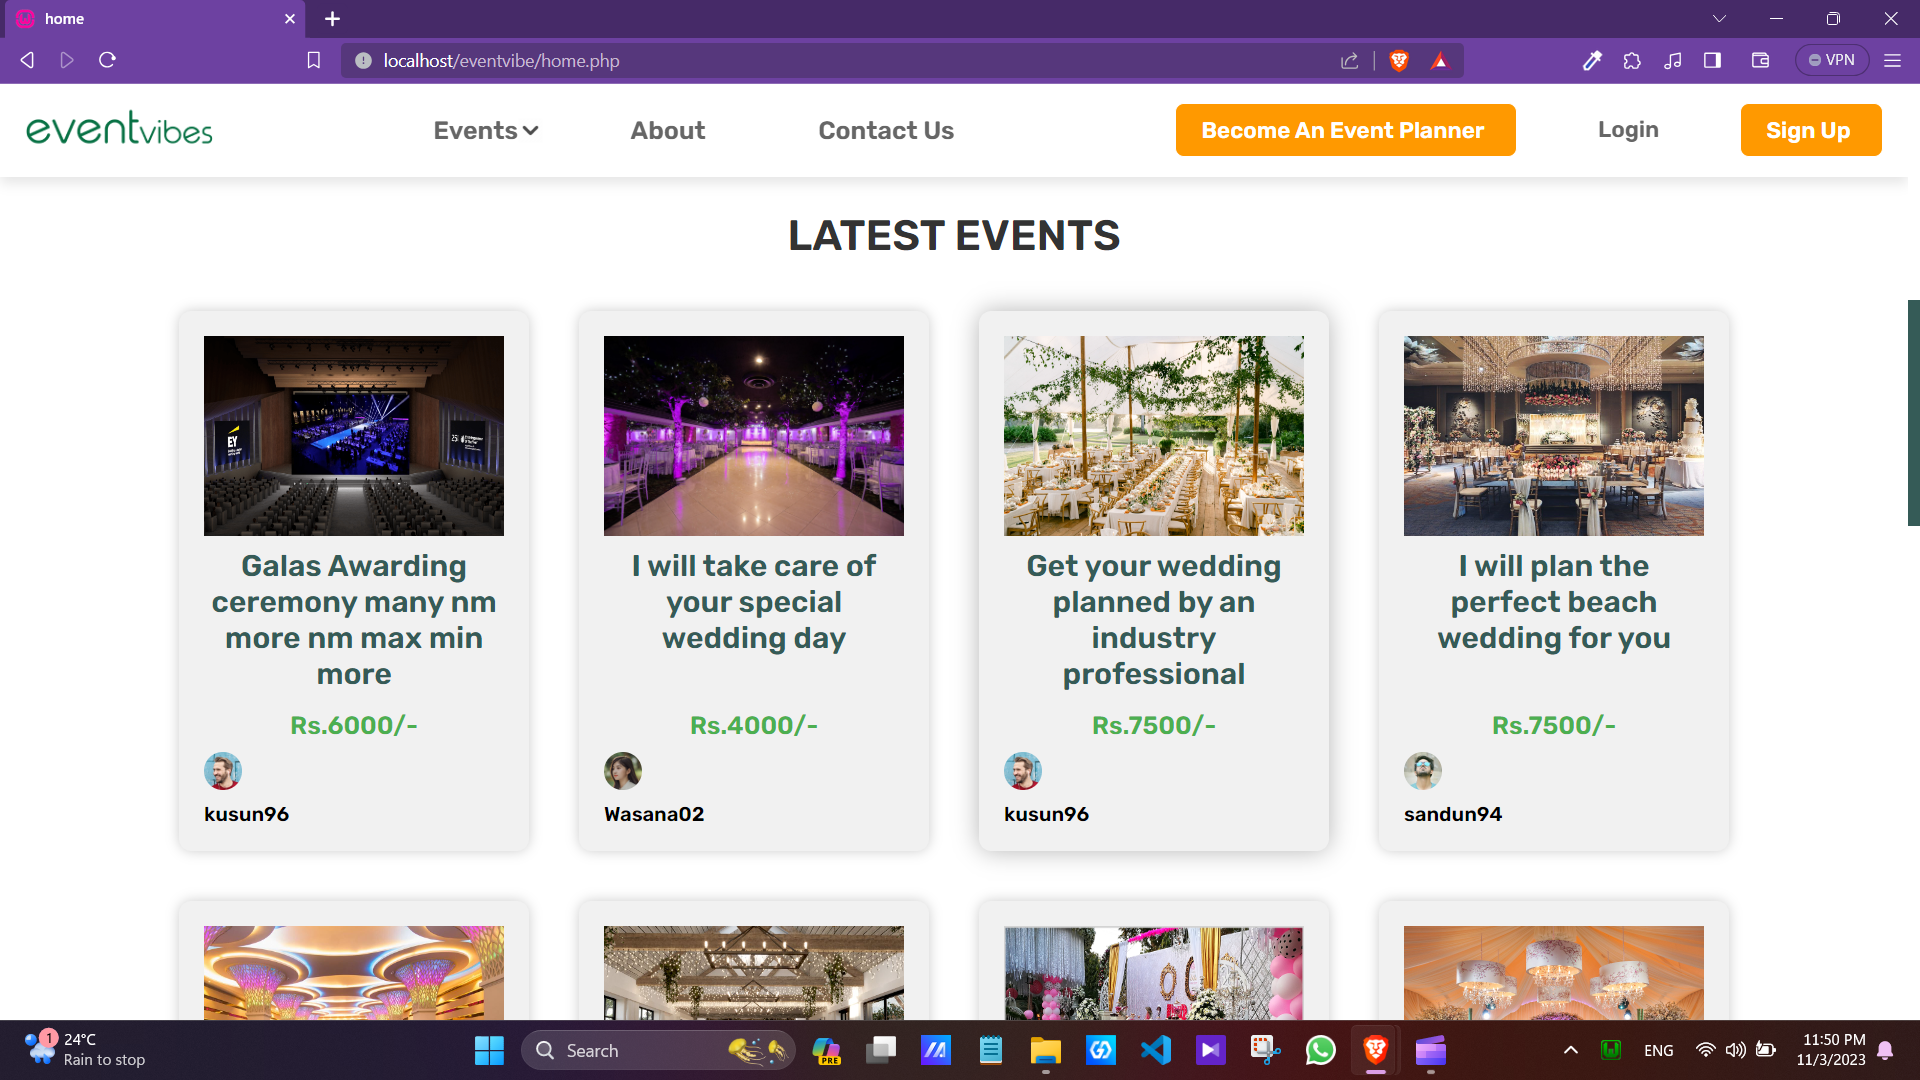 home
localhost/eventvibe/home.php
VPN
eventvibes
Events
About
Contact Us
Become An Event Planner
Login
Sign Up
LATEST EVENTS
EY
25
Galas Awarding
ceremony many nm
more nm max min
more
Rs.6000/-
kusun96
I will take care of
your special
wedding day
Rs.4000/-
Wasana02
Get your wedding
planned by an
industry
professional
Rs.7500/-
kusun96
I will plan the
perfect beach
wedding for you
Rs.7500/-
sandun94
1
24°C
Rain to stop
Search
PRE
ENG
11:50 PM
11/3/2023